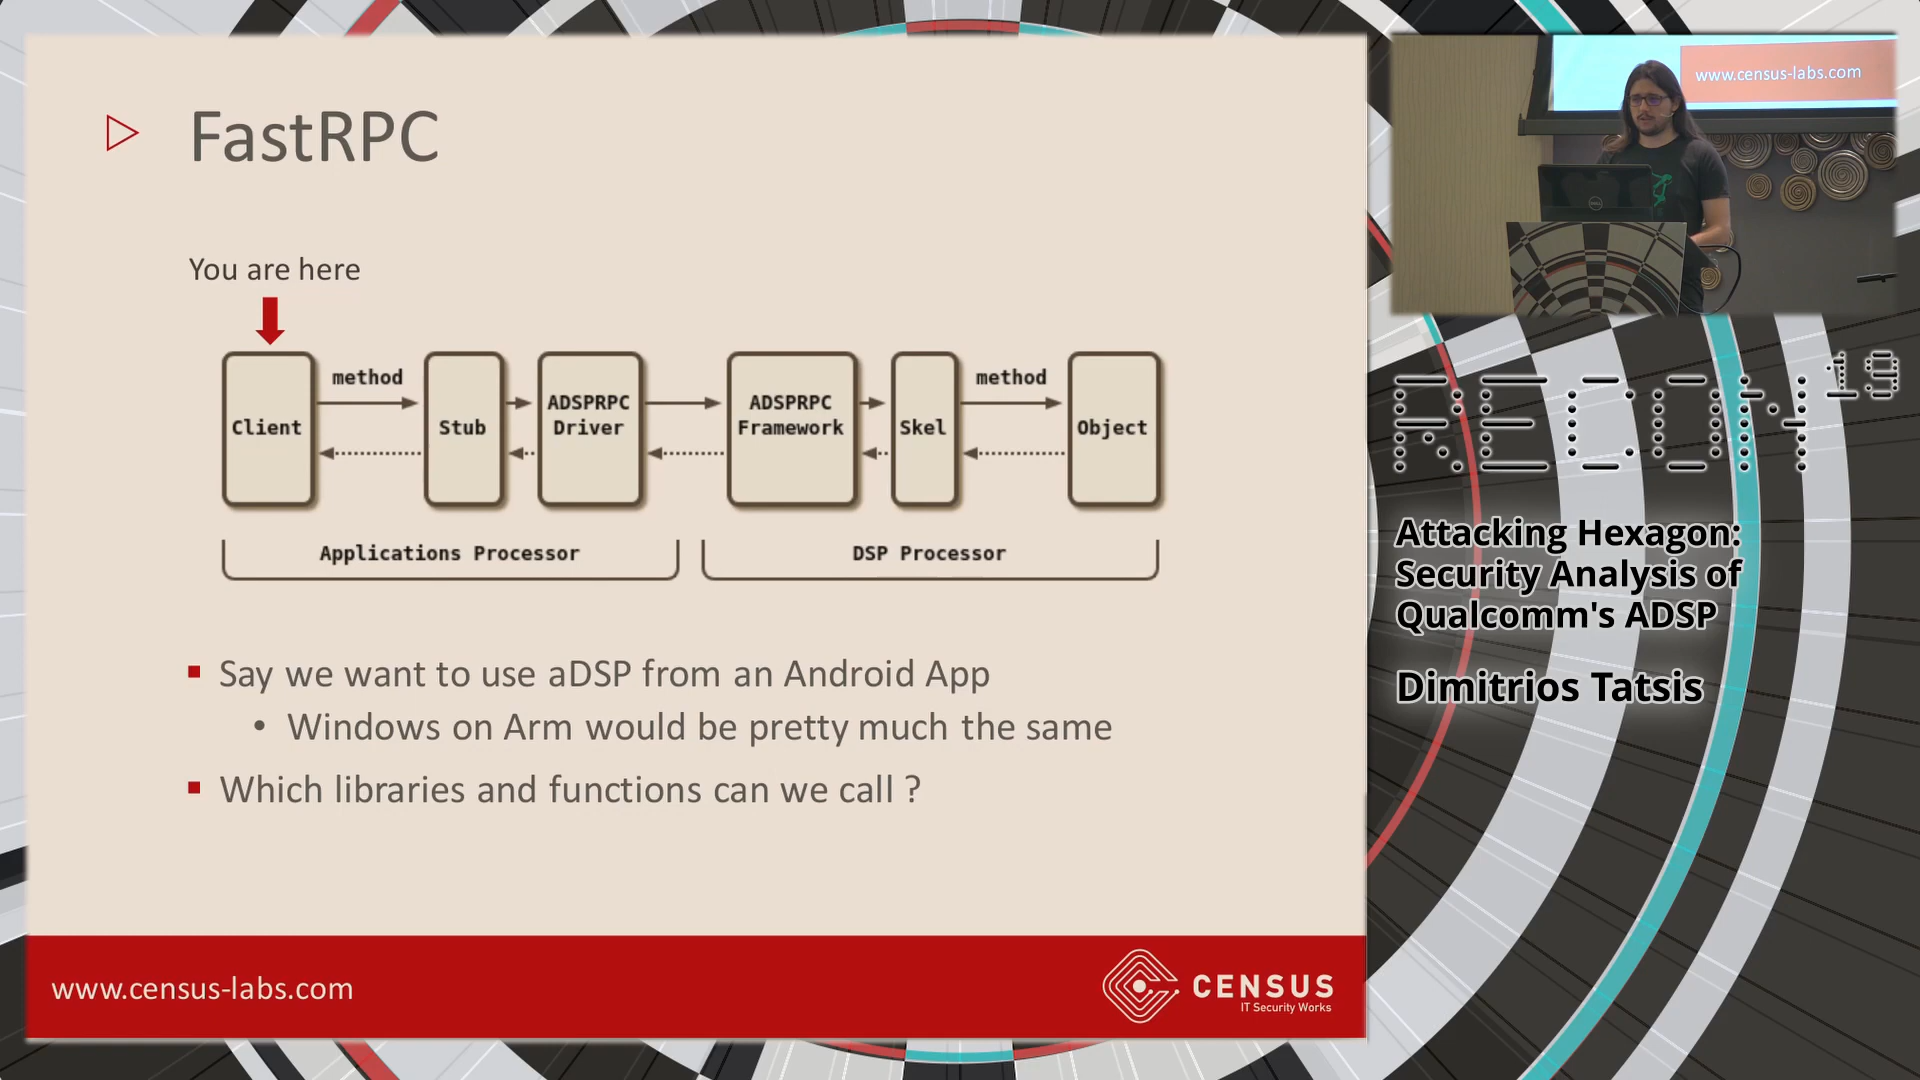 FastRPC
You are here
method
method
Client
Stub
ADSPRPC
Driver
ADSPRPC
Framework
Skel
Object
Applications Processor
DSP Processor
Say we want to use aDSP from an Android App
Windows on Arm would be pretty much the same
Which libraries and functions can we call ?
www.census-labs.com
CENSUS
IT Security Works
www.census-labs.com
RECON19
Attacking Hexagon:
Security Analysis of
Qualcomm's ADSP
Dimitrios Tatsis